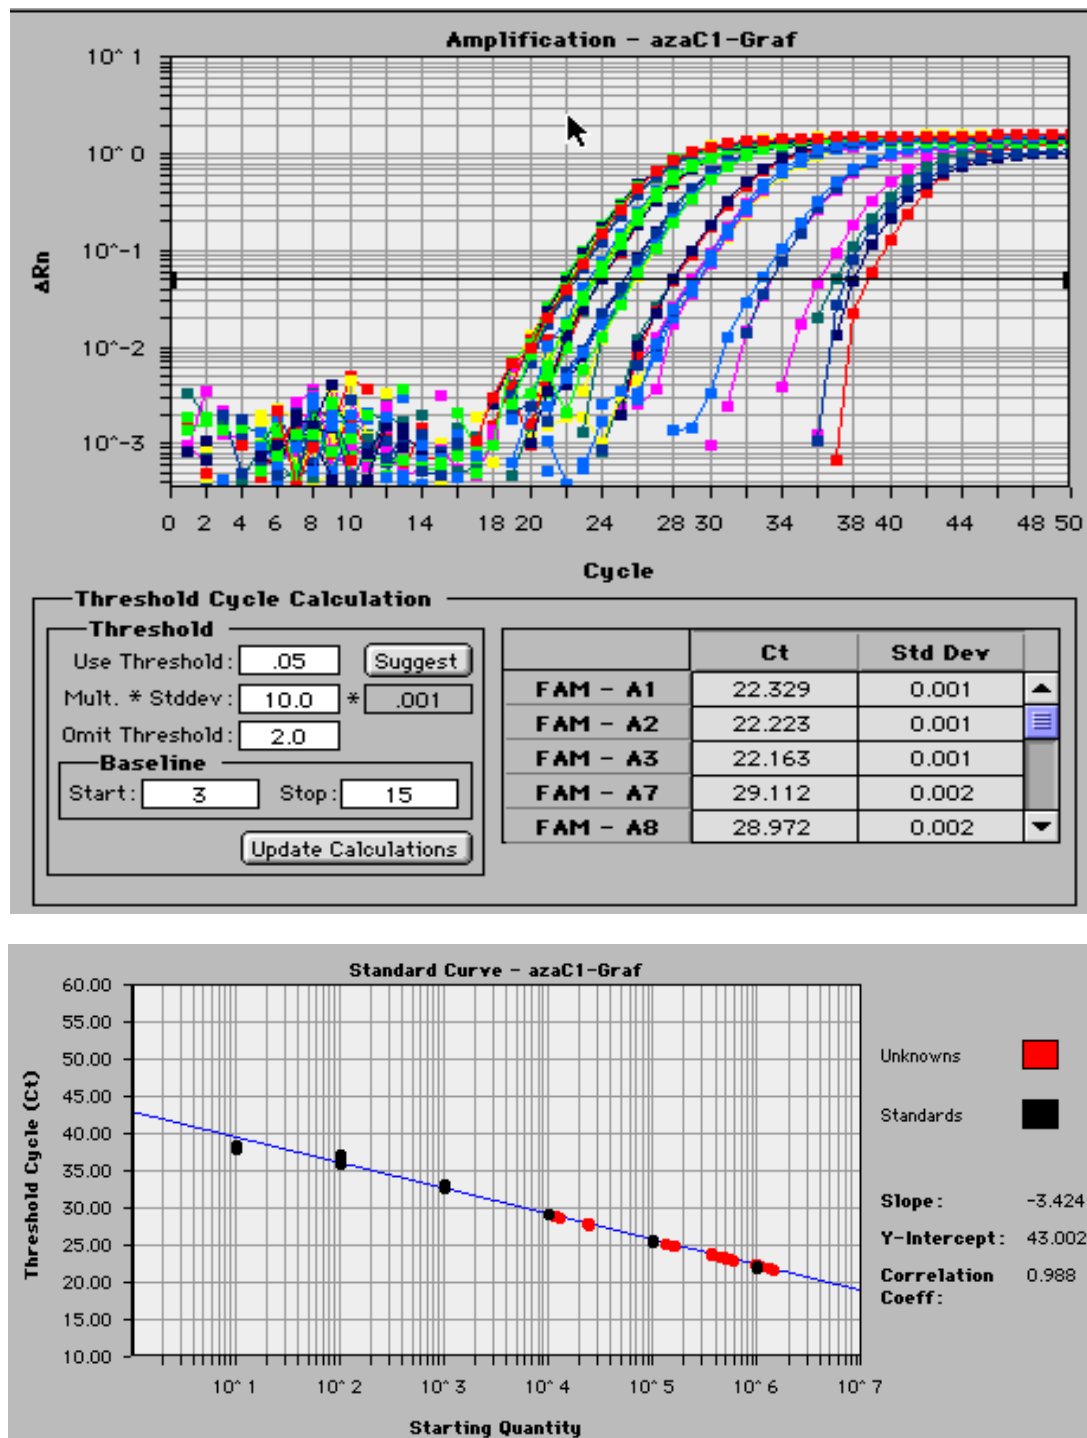 Amplification - azaC1-Graf
10^ 1
10^ 0
10^-1
10^-2
10^-3
ΔRn
0 2 4 6 8 10 14 18 20 24 28 30 34 38 40 44 48 50
Cycle
Threshold Cycle Calculation
Threshold
Use Threshold: .05 Suggest
Mult. * Stddev: 10.0 * .001
Omit Threshold: 2.0
Baseline
Start: 3 Stop: 15
Update Calculations
Ct Std Dev
FAM - A1 22.329 0.001
FAM - A2 22.223 0.001
FAM - A3 22.163 0.001
FAM - A7 29.112 0.002
FAM - A8 28.972 0.002
Standard Curve - azaC1-Graf
60.00
55.00
50.00
45.00
40.00
35.00
30.00
25.00
20.00
15.00
10.00
Threshold Cycle (Ct)
10^ 1 10^ 2 10^ 3 10^ 4 10^ 5 10^ 6 10^ 7
Starting Quantity
Unknowns
Standards
Slope: -3.424
Y-Intercept: 43.002
Correlation 0.988
Coeff: